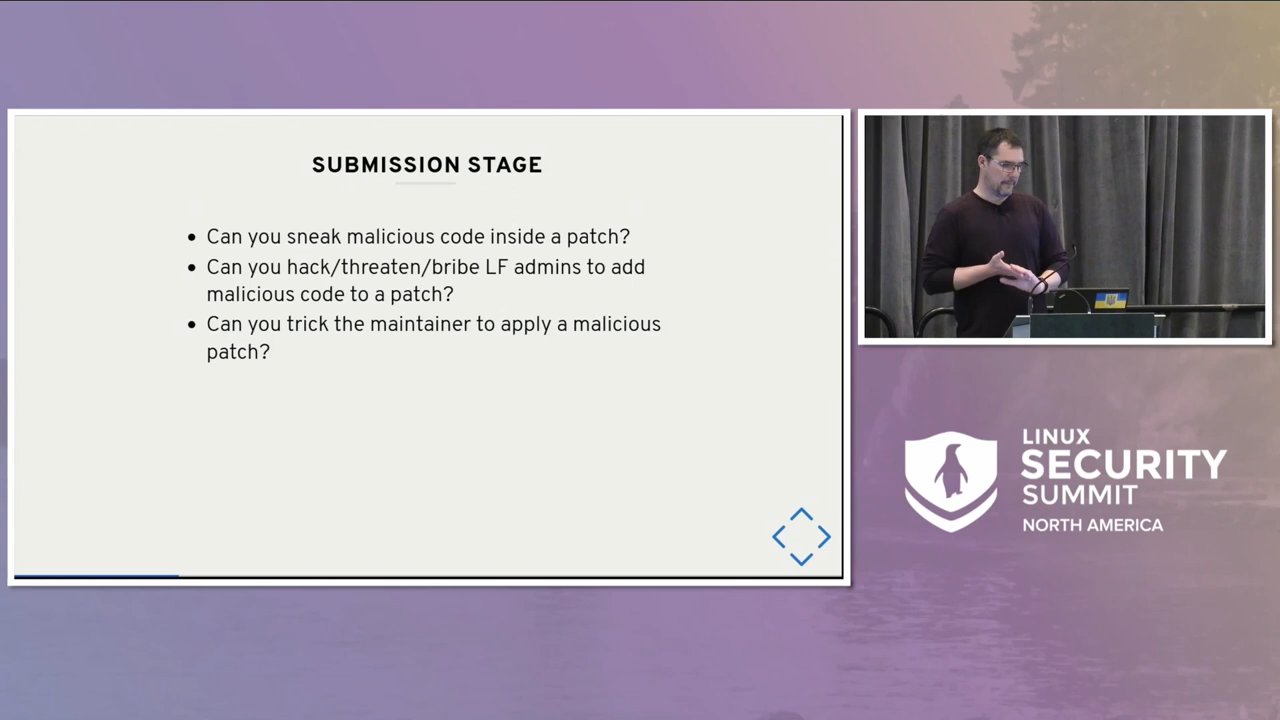 SUBMISSION STAGE
Can you sneak malicious code inside a patch?
Can you hack/threaten/bribe LF admins to add
malicious code to a patch?
Can you trick the maintainer to apply a malicious
patch?
LINUX
SECURITY
SUMMIT
NORTH AMERICA